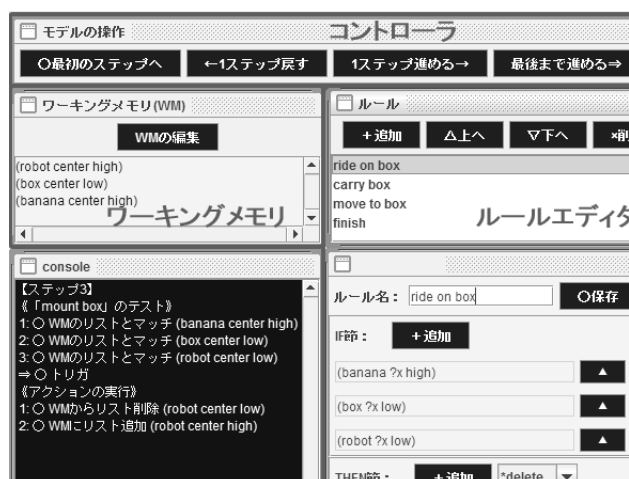 モデルの操作
コントローラ
○最初のステップへ
←1ステップ戻す
1ステップ進める→
最後まで進める⇒
ワーキングメモリ(WM)
WMの編集
(robot center high)
(box center low)
(banana center high)
ワーキングメモリ
ルール
+追加
△上へ
▽下へ
×削
ride on box
carry box
move to box
finish
ルールエディタ
console
【ステップ3】
《「mount box」のテスト》
1: ○ WMのリストとマッチ (banana center high)
2: ○ WMのリストとマッチ (box center low)
3: ○ WMのリストとマッチ (robot center low)
⇒ ○ トリガ
《アクションの実行》
1: ○ WMからリスト削除 (robot center low)
2: ○ WMにリスト追加 (robot center high)
ルール名: ride on box
○保存
IF節:
+追加
(banana ?x high)
▲
(box ?x low)
▲
(robot ?x low)
▲
THEN節:
+追加
*delete